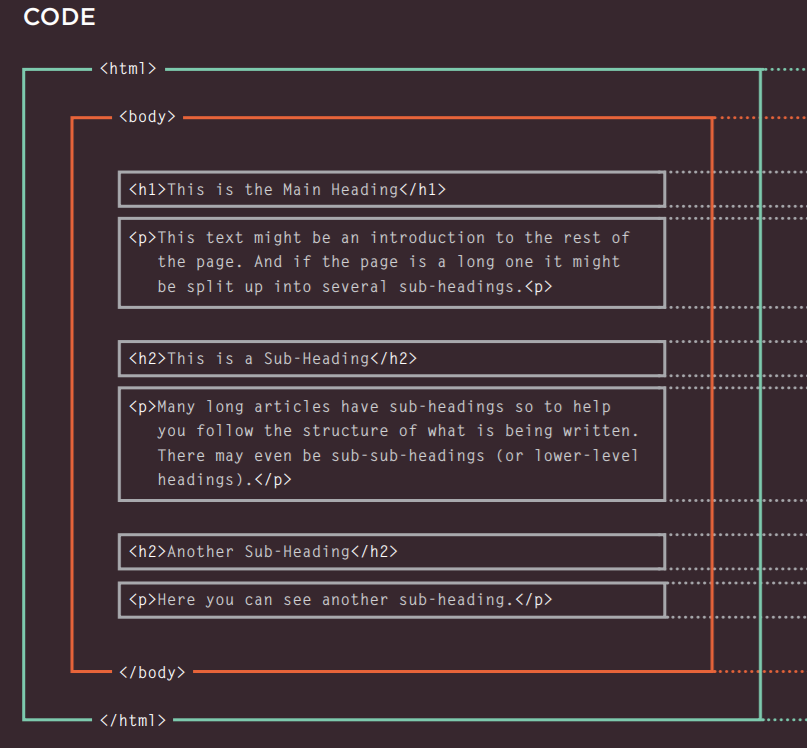 CODE
<html>
<body>
<h1>This is the Main Heading</h1>
<p>This text might be an introduction to the rest of
the page. And if the page is a long one it might
be split up into several sub-headings.<p>
<h2>This is a Sub-Heading</h2>
<p>Many long articles have sub-headings so to help
you follow the structure of what is being written.
There may even be sub-sub-headings (or lower-level
headings).</p>
<h2>Another Sub-Heading</h2>
<p>Here you can see another sub-heading.</p>
</body>
</html>